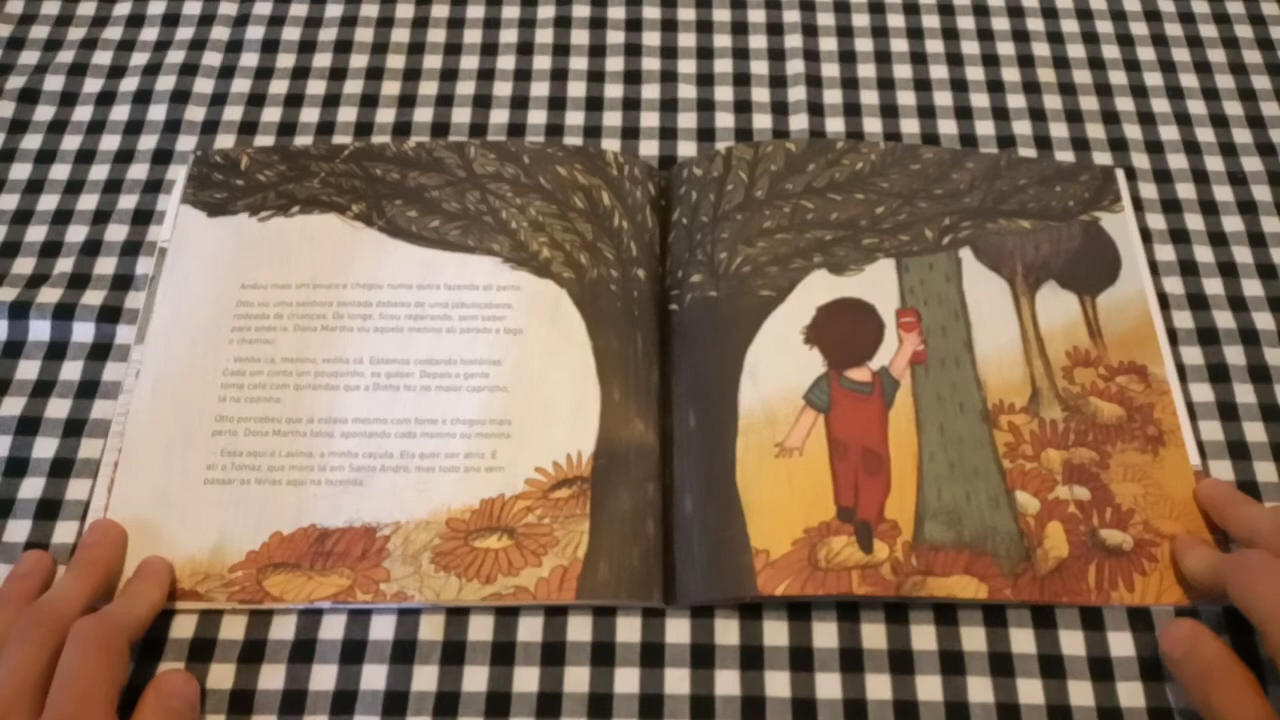 Andou mais um pouco e chegou numa outra fazenda ali perto.
Otto viu uma senhora sentada debaixo de uma jabuticabeira,
rodeada de crianças. De longe, ficou reparando, sem saber
para onde ir. Dona Martha viu aquele menino ali parado e logo
o chamou:
- Venha cá, menino, venha cá. Estamos contando histórias.
Cada um conta um pouquinho, se quiser. Depois a gente
toma café com quitandas que a Dinha fez no maior capricho,
lá na cozinha.
Otto percebeu que já estava mesmo com fome e chegou mais
perto. Dona Martha falou, apontando cada menino ou menina:
- Essa aqui é Lavínia, a minha caçula. Ela quer ser atriz. E
ali o Tomaz, que mora lá em Santo André, mas todo ano vem
passar as férias aqui na fazenda.